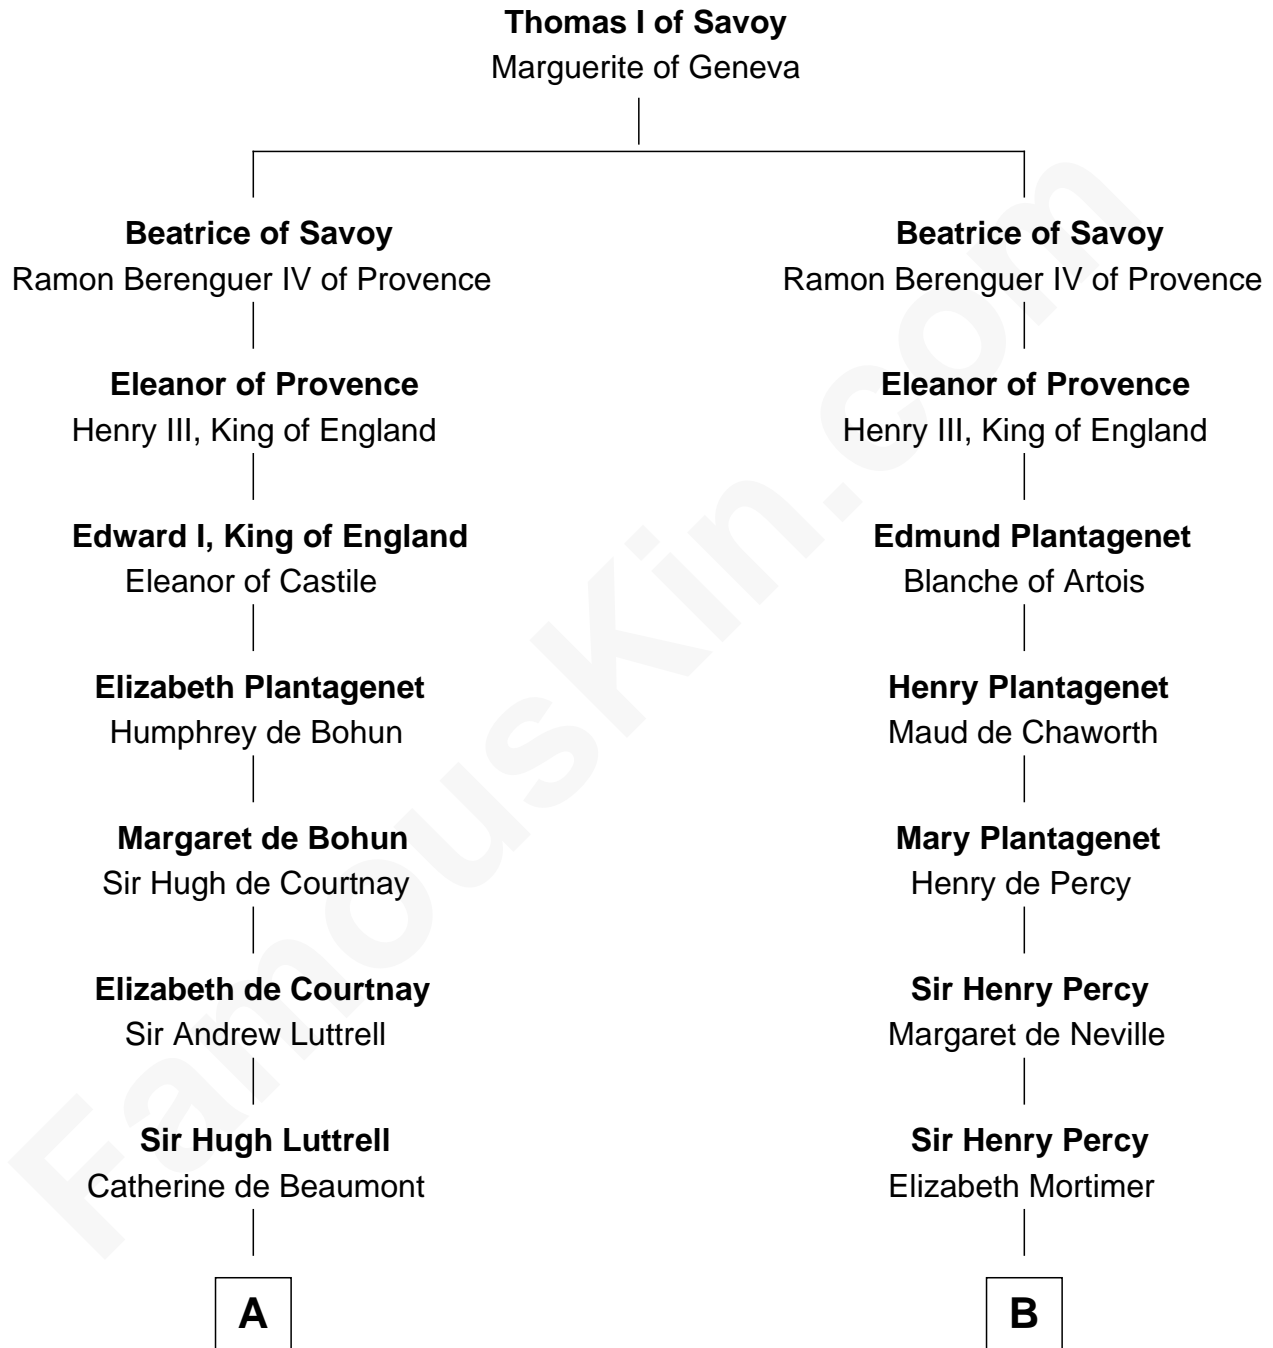 Thomas I of Savoy
Marguerite of Geneva
Beatrice of Savoy
Ramon Berenguer IV of Provence
Eleanor of Provence
Henry III, King of England
Edward I, King of England
Eleanor of Castile
Elizabeth Plantagenet
Humphrey de Bohun
Margaret de Bohun
Sir Hugh de Courtnay
Elizabeth de Courtnay
Sir Andrew Luttrell
Sir Hugh Luttrell
Catherine de Beaumont
A
Beatrice of Savoy
Ramon Berenguer IV of Provence
Eleanor of Provence
Henry III, King of England
Edmund Plantagenet
Blanche of Artois
Henry Plantagenet
Maud de Chaworth
Mary Plantagenet
Henry de Percy
Sir Henry Percy
Margaret de Neville
Sir Henry Percy
Elizabeth Mortimer
B
FamousKin.com